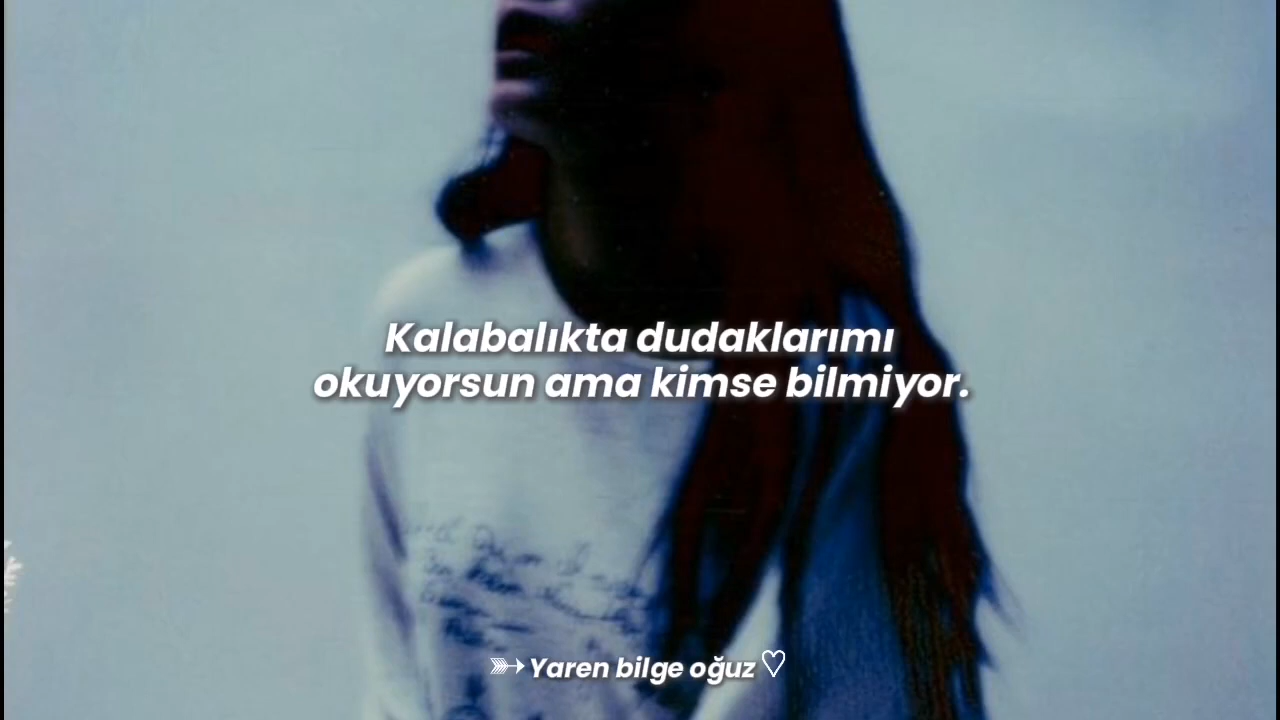 Kalabalıkta dudaklarımı
okuyorsun ama kimse bilmiyor.
➳ Yaren bilge oğuz ♡